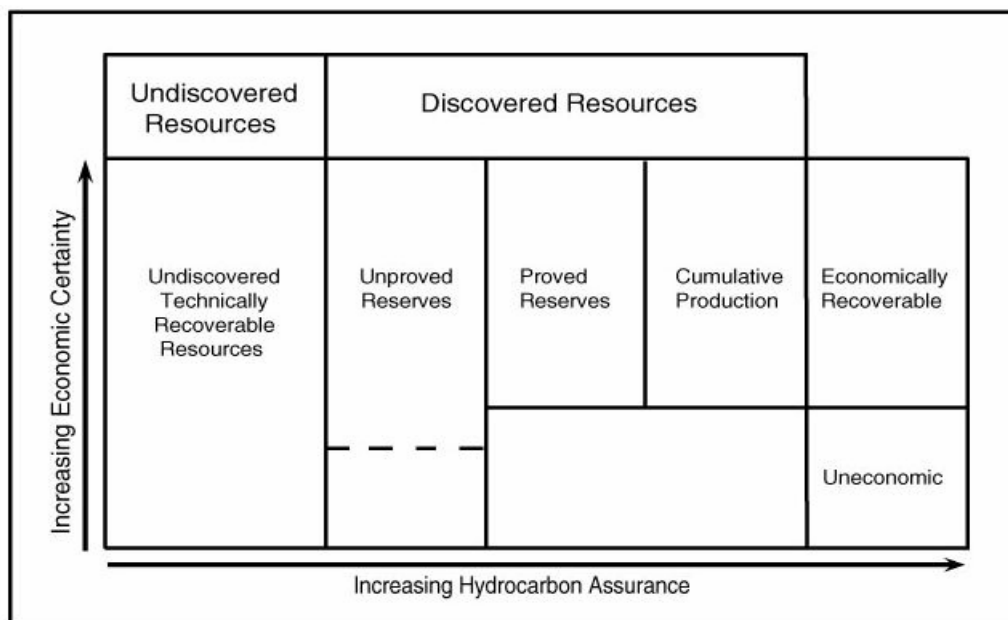 Undiscovered
Resources
Discovered Resources
Increasing Economic Certainty
Undiscovered
Technically
Recoverable
Resources
Unproved
Reserves
Proved
Reserves
Cumulative
Production
Economically
Recoverable
Uneconomic
Increasing Hydrocarbon Assurance